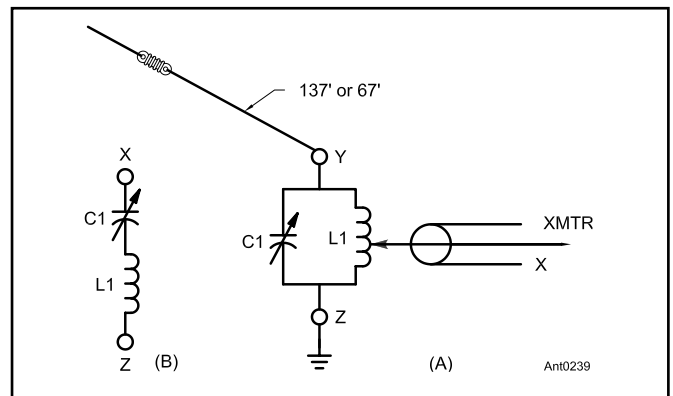 137' or 67'
Y
X
C1
L1
Z
(B)
C1
L1
XMTR
X
Z
(A)
Ant0239